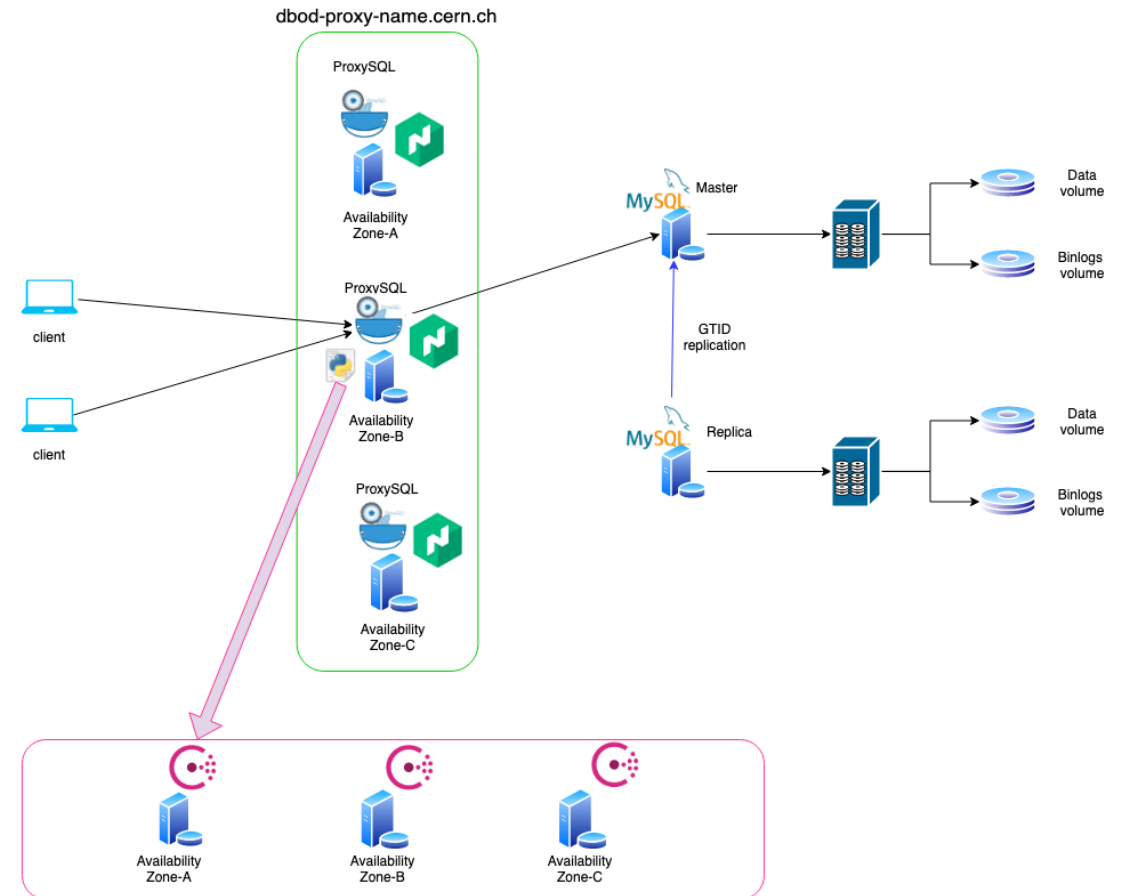 dbod-proxy-name.cern.ch
ProxySQL
Availability
Zone-A
ProxySQL
Availability
Zone-B
ProxySQL
Availability
Zone-C
client
client
MySQL
Master
GTID
replication
MySQL
Replica
Data
volume
Binlogs
volume
Data
volume
Binlogs
volume
Availability
Zone-A
Availability
Zone-B
Availability
Zone-C